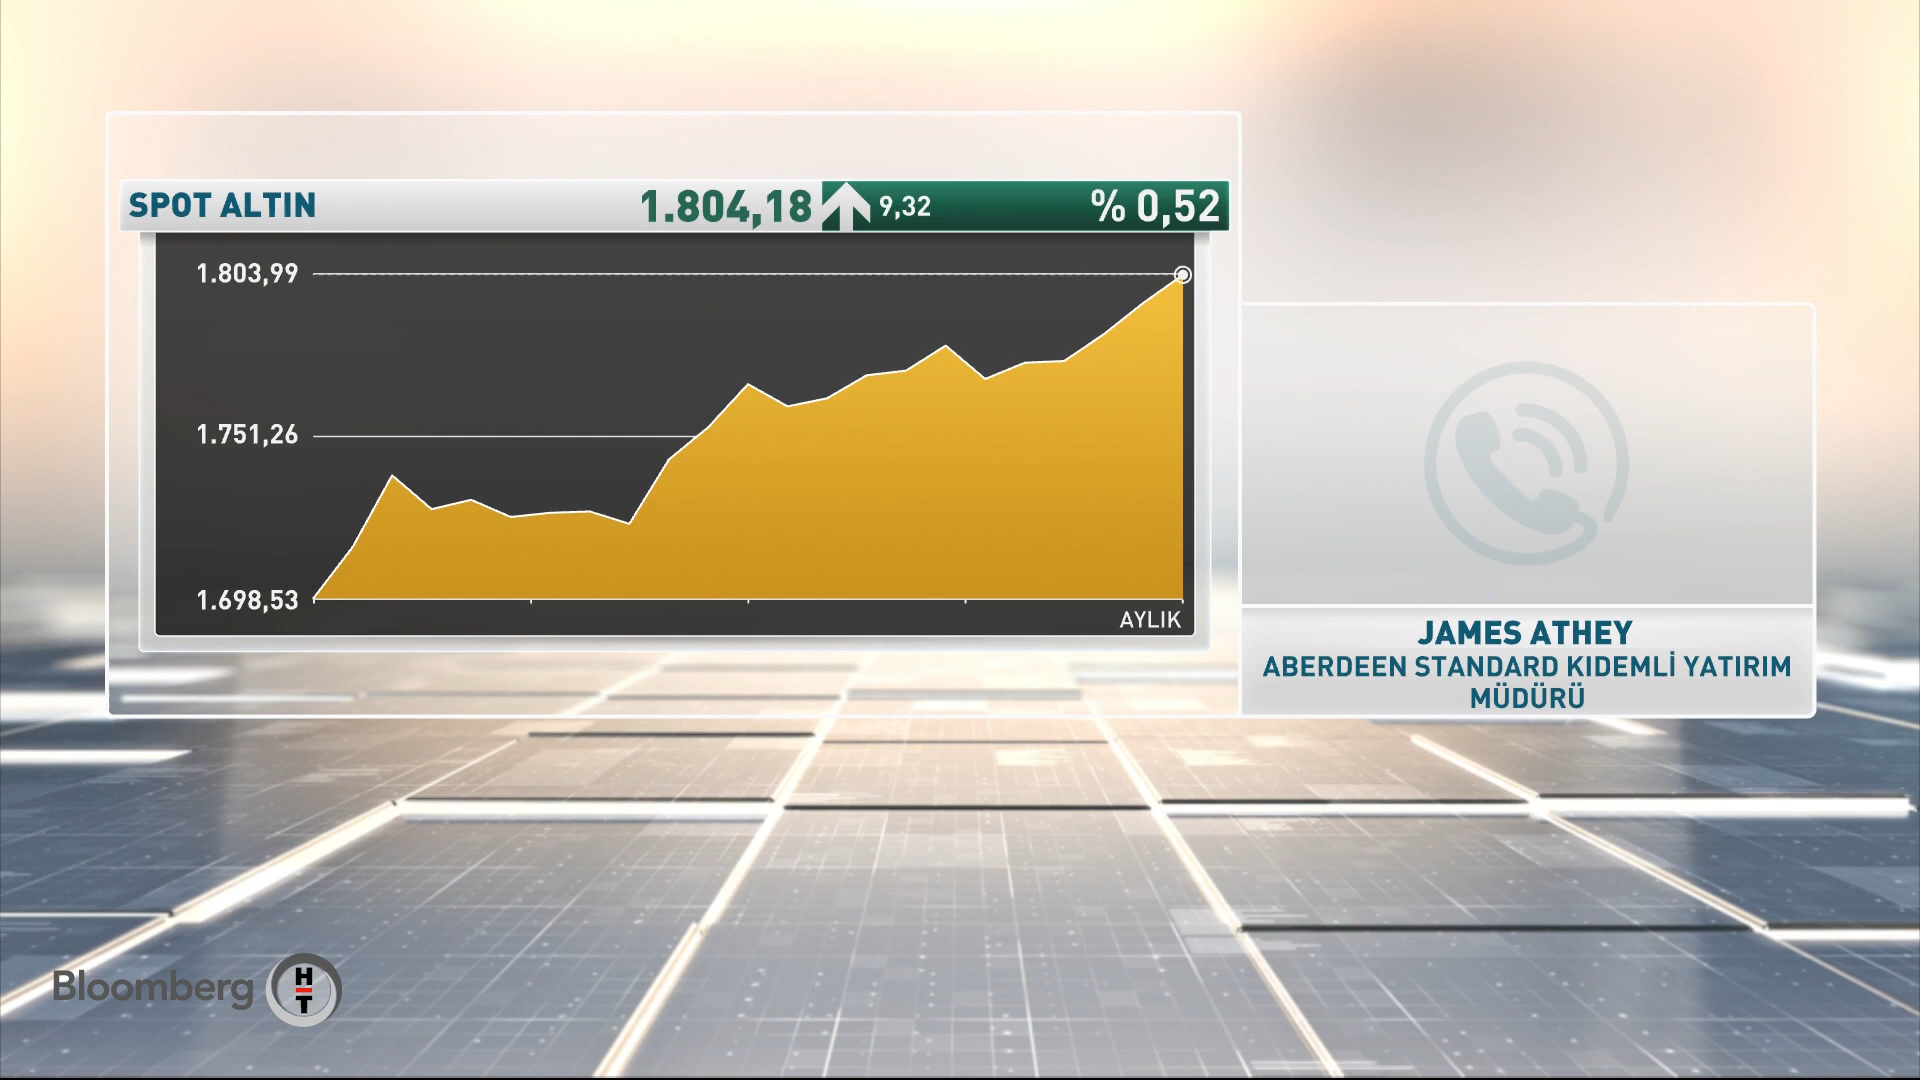 SPOT ALTIN 1.804,18 9,32 % 0,52
1.803,99
1.751,26
1.698,53
AYLIK
JAMES ATHEY
ABERDEEN STANDARD KIDEMLİ YATIRIM
MÜDÜRÜ
Bloomberg HT